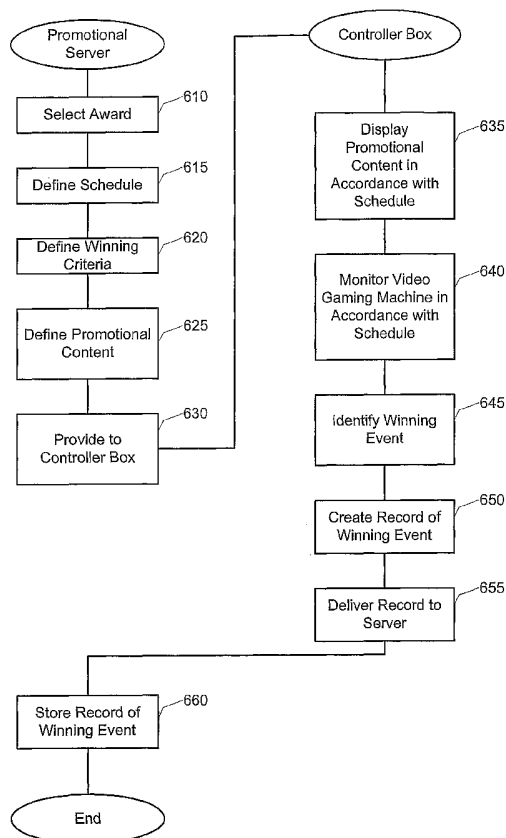 Promotional
Server
610
Select Award
615
Define Schedule
620
Define Winning
Criteria
625
Define Promotional
Content
630
Provide to
Controller Box
Controller Box
635
Display
Promotional
Content in
Accordance with
Schedule
640
Monitor Video
Gaming Machine in
Accordance with
Schedule
645
Identify Winning
Event
650
Create Record of
Winning Event
655
Deliver Record to
Server
660
Store Record of
Winning Event
End